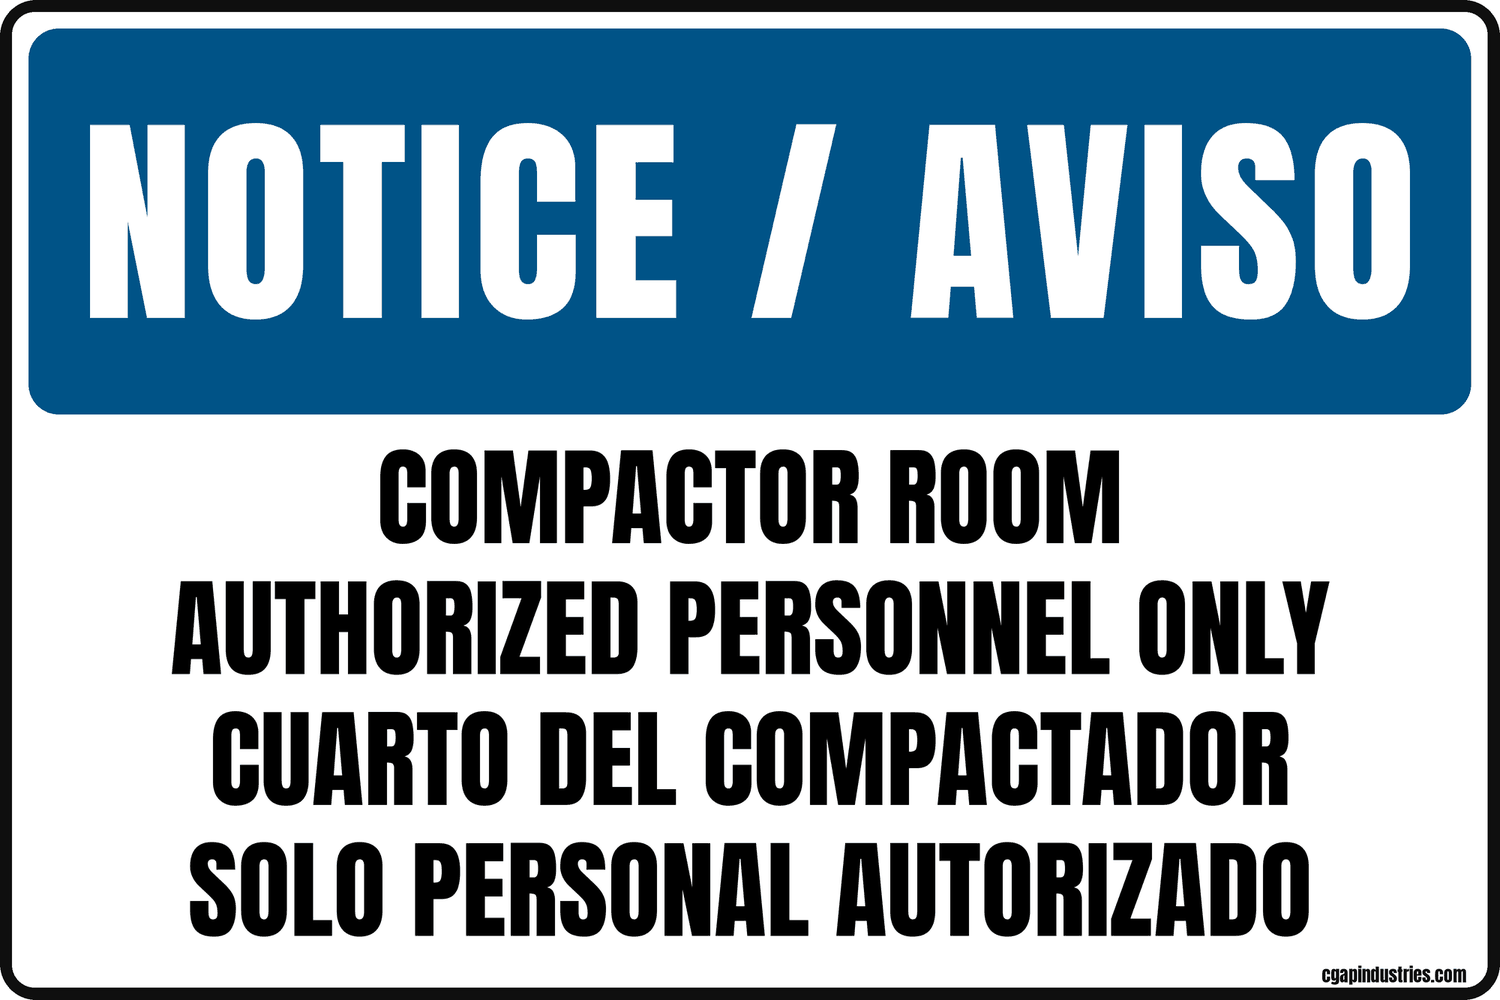 NOTICE / AVISO
COMPACTOR ROOM
AUTHORIZED PERSONNEL ONLY
CUARTO DEL COMPACTADOR
SOLO PERSONAL AUTORIZADO
cgapindustries.com